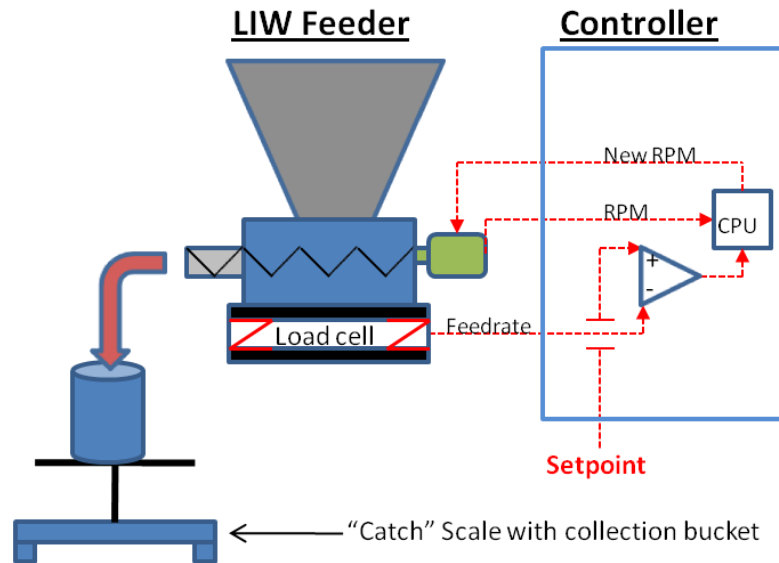 LIW Feeder
Controller
New RPM
RPM
CPU
+
-
Load cell
Feedrate
Setpoint
“Catch” Scale with collection bucket